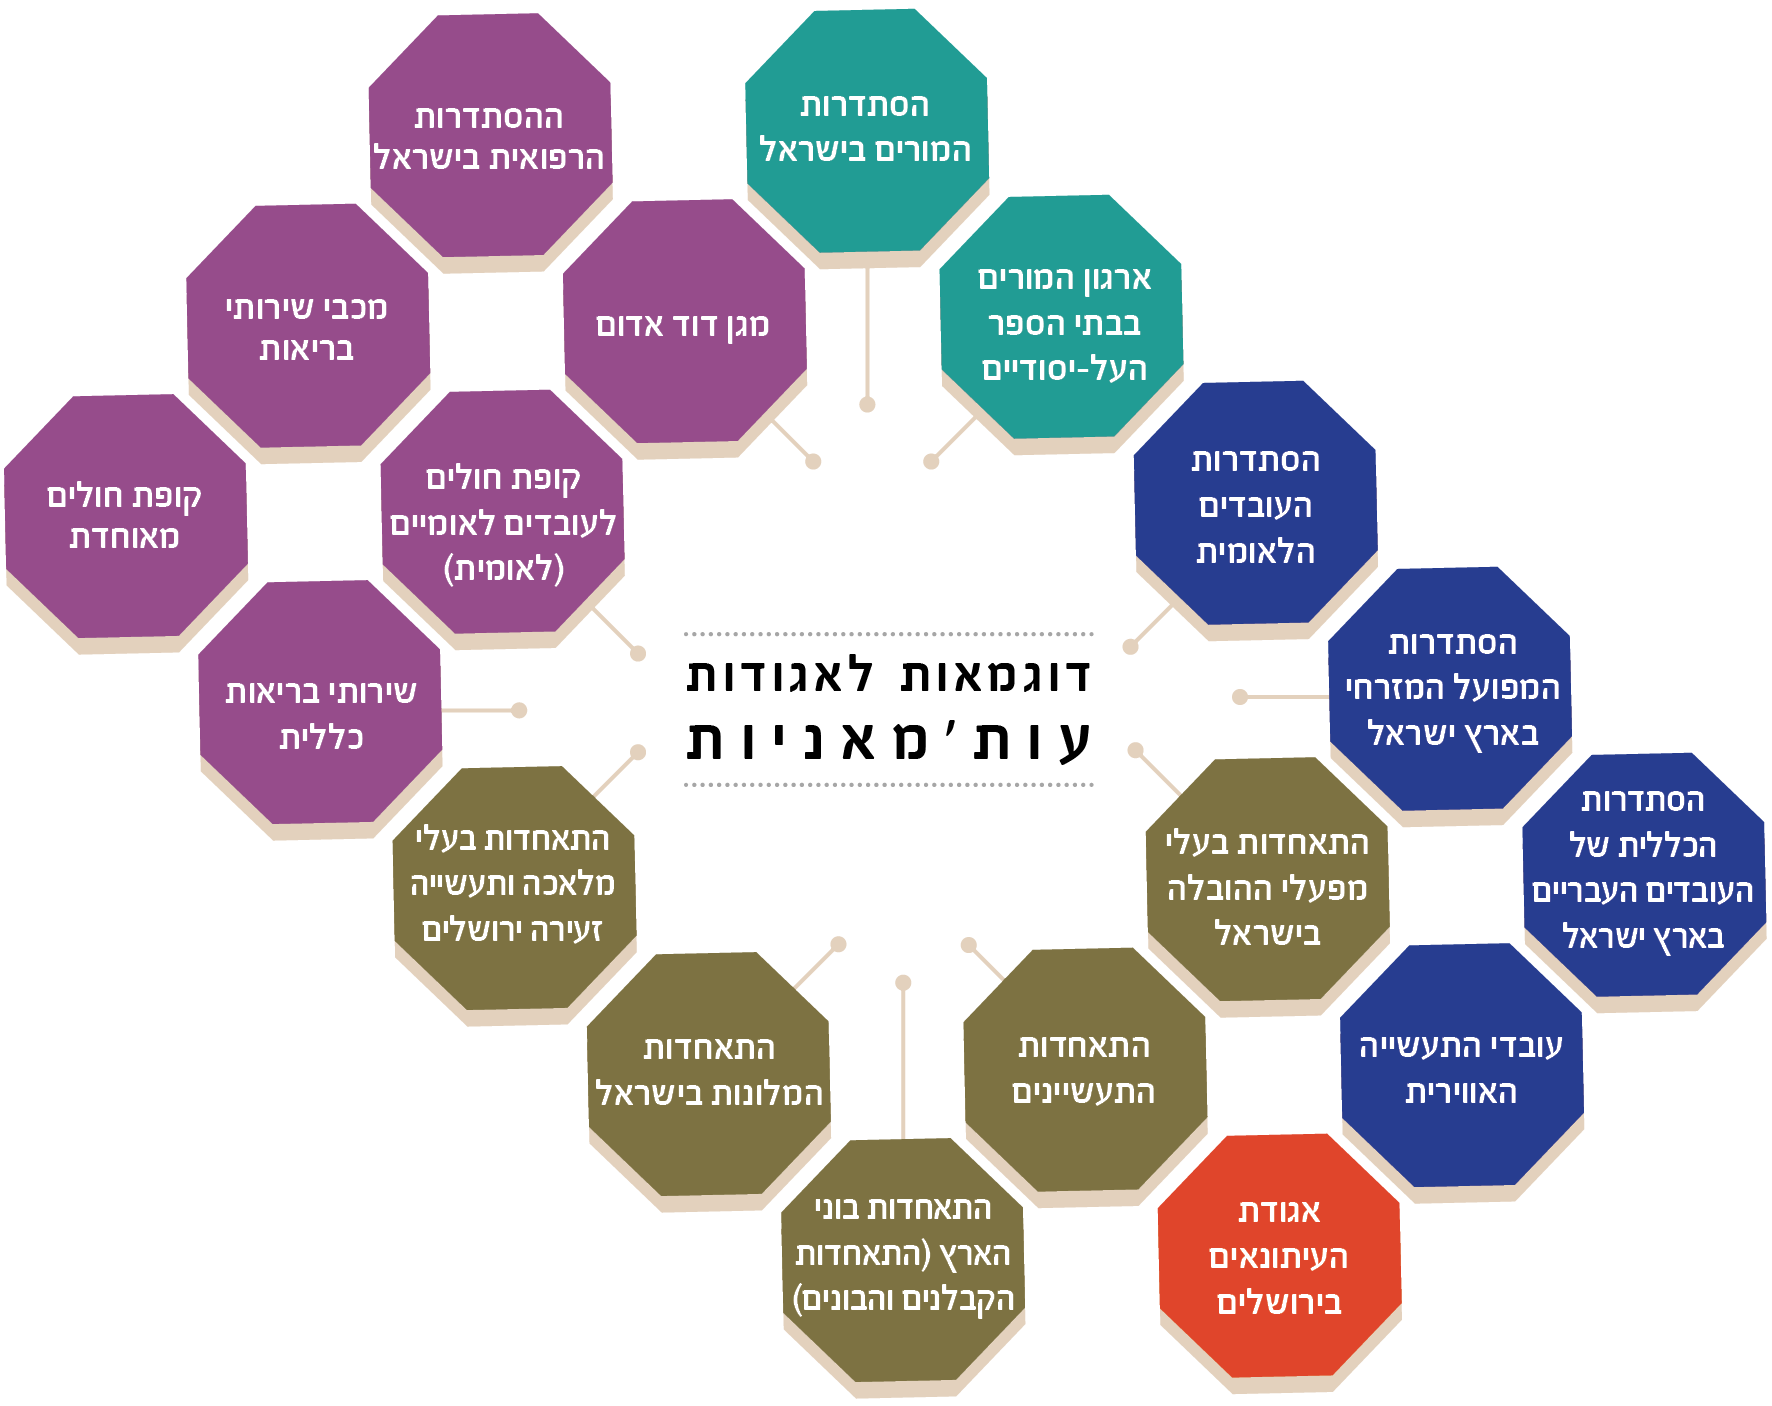 דוגמאות לאגודות
עות'מאניות
הסתדרות
המורים בישראל
ארגון המורים
בבתי הספר
העל-יסודיים
הסתדרות
העובדים
הלאומית
הסתדרות
המפועל המזרחי
בארץ ישראל
הסתדרות
הכללית של
העובדים העבריים
בארץ ישראל
התאחדות בעלי
מפעלי ההובלה
בישראל
עובדי התעשייה
האווירית
התאחדות
התעשיינים
אגודת
העיתונאים
בירושלים
התאחדות בוני
הארץ (התאחדות
הקבלנים והבונים)
התאחדות
המלונות בישראל
התאחדות בעלי
מלאכה ותעשייה
זעירה ירושלים
שירותי בריאות
כללית
קופת חולים
לעובדים לאומיים
(לאומית)
קופת חולים
מאוחדת
מכבי שירותי
בריאות
מגן דוד אדום
ההסתדרות
הרפואית בישראל